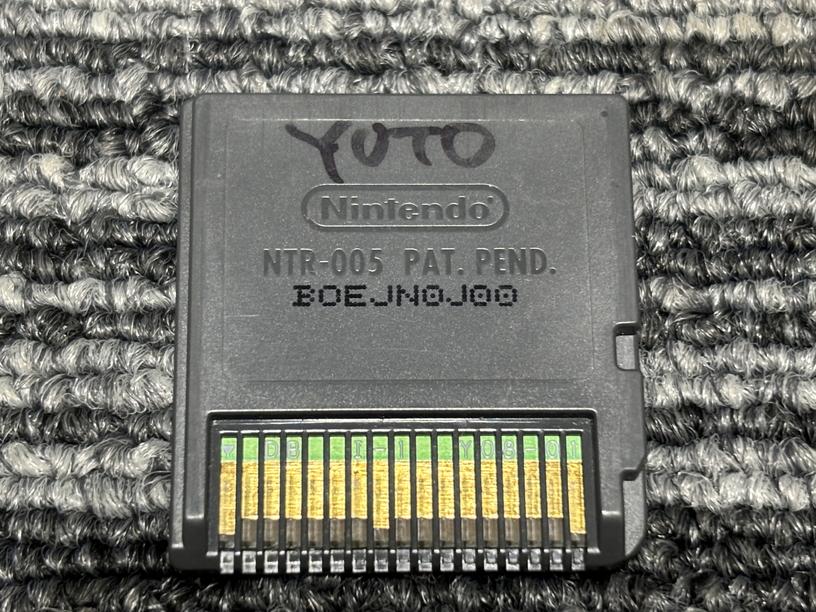 YUTO
Nintendo®
NTR-005 PAT. PEND.
BOEJN0J00